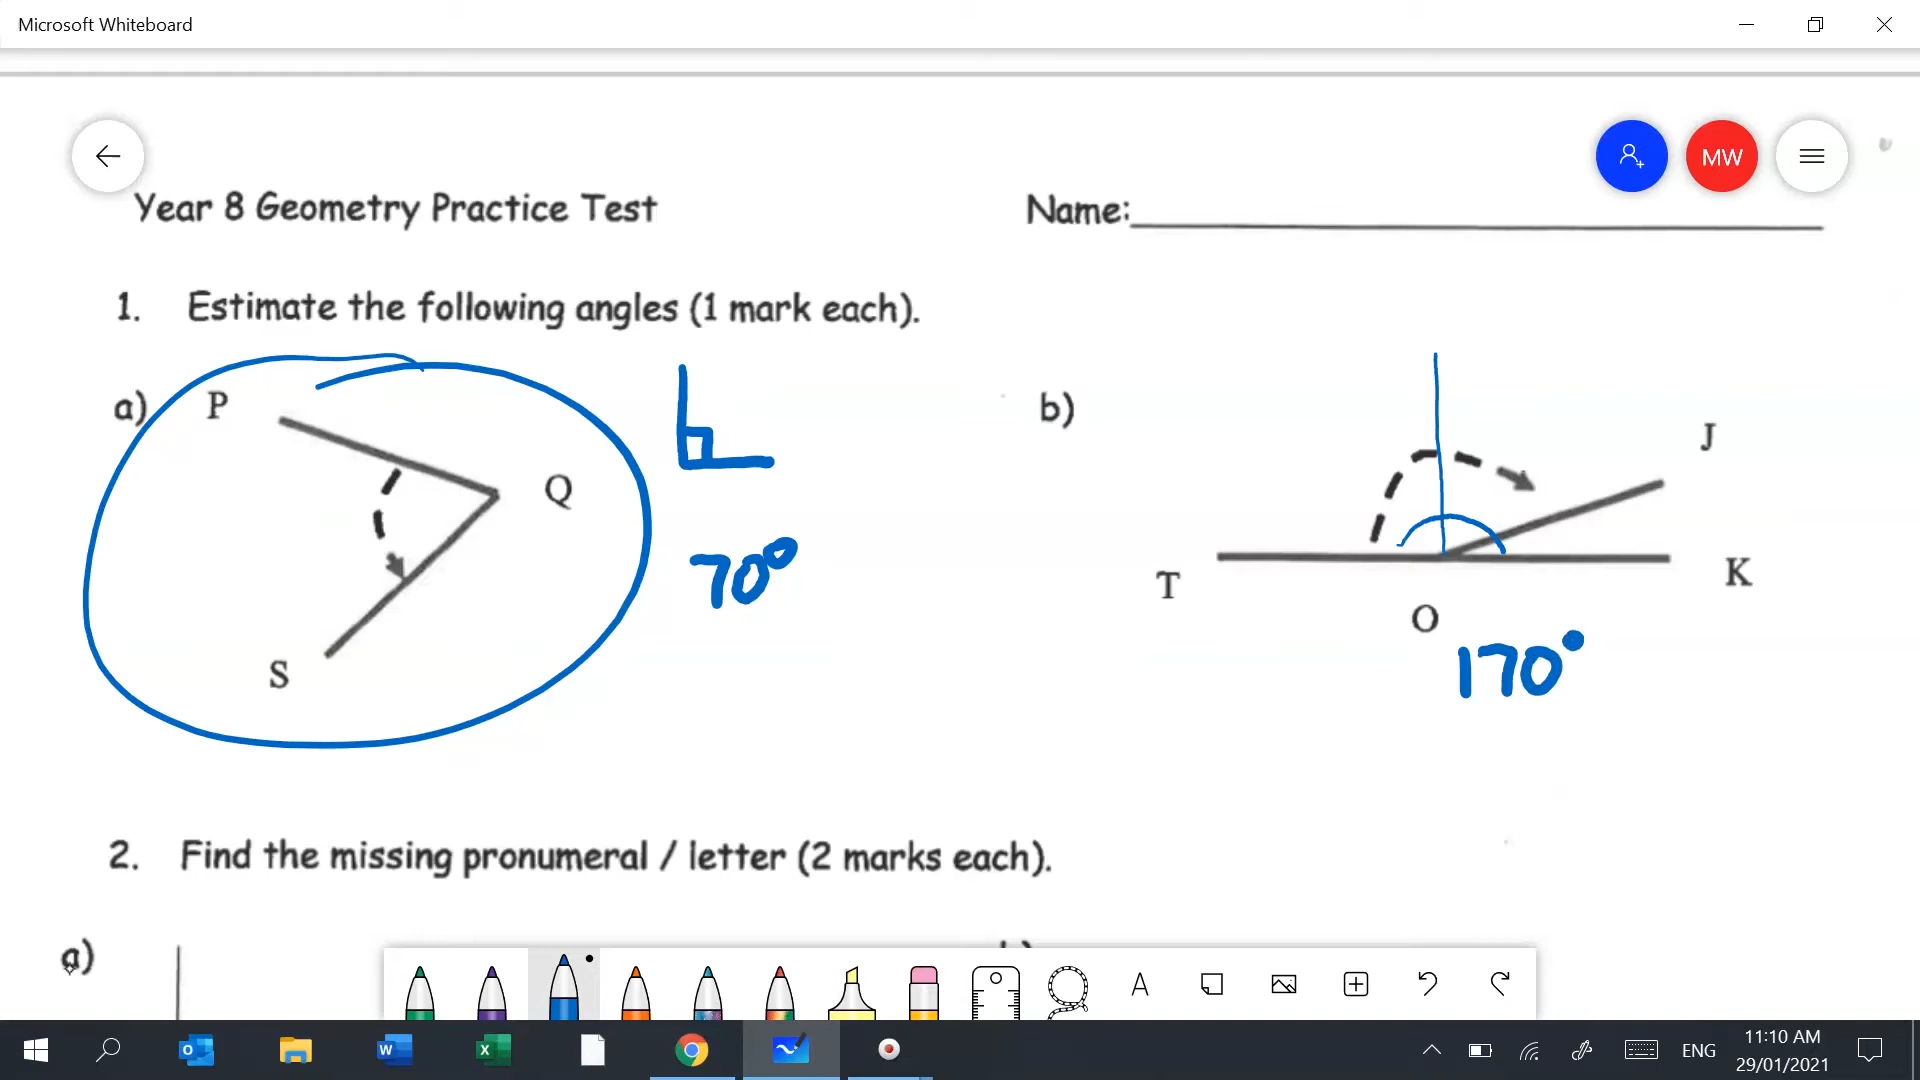 Microsoft Whiteboard
MW
Year 8 Geometry Practice Test
Name:
1. Estimate the following angles (1 mark each).
a)
P
Q
S
70°
b)
J
T
K
O
170°
2. Find the missing pronumeral / letter (2 marks each).
a)
A
ENG
11:10 AM
29/01/2021